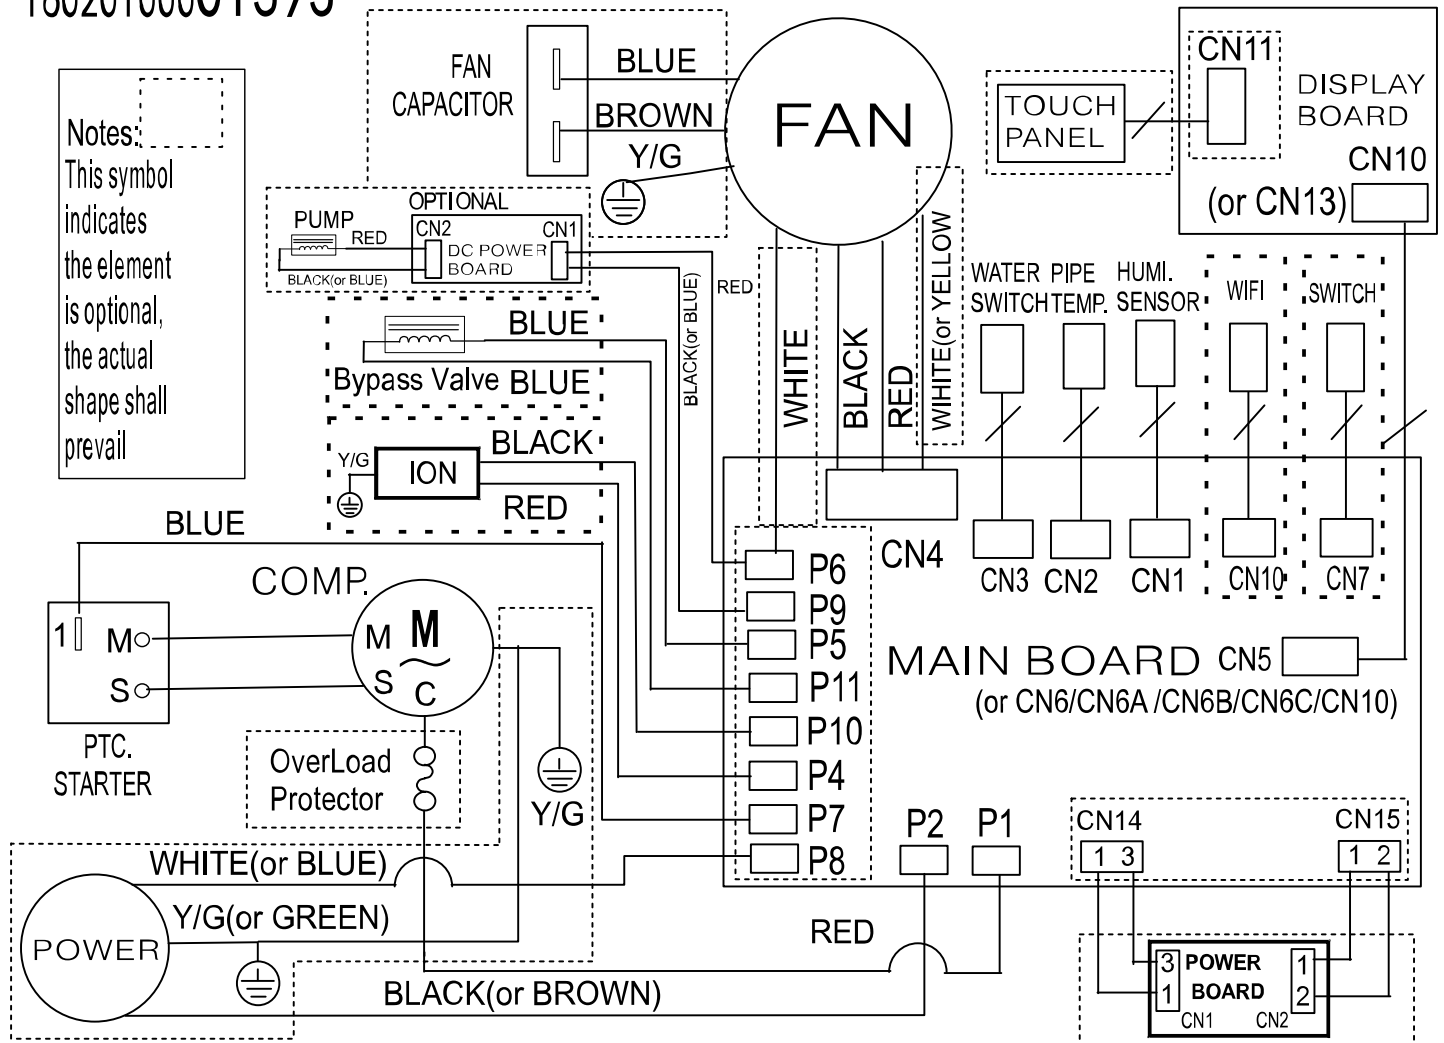 Notes:
This symbol
indicates
the element
is optional,
the actual
shape shall
prevail
FAN
CAPACITOR
BLUE
BROWN
Y/G
FAN
TOUCH
PANEL
CN11
DISPLAY
BOARD
CN10
(or CN13)
OPTIONAL
PUMP
RED
BLACK(or BLUE)
CN2
CN1
DC POWER
BOARD
BLUE
Bypass Valve BLUE
Y/G
ION
BLACK
RED
BLACK(or BLUE)
RED
WHITE
BLACK
RED
WIHITE(or YELLOW)
WATER
SWITCH
PIPE
TEMP.
HUMI.
SENSOR
WIFI
SWITCH
CN4
CN3
CN2
CN1
CN10
CN7
P6
P9
P5
P11
P10
P4
P7
P8
MAIN BOARD
CN5
(or CN6/CN6A /CN6B/CN6C/CN10)
BLUE
COMP.
1
M
S
PTC.
STARTER
M
M
S
C
OverLoad
Protector
Y/G
WHITE(or BLUE)
Y/G(or GREEN)
POWER
BLACK(or BROWN)
RED
P2
P1
CN14
1 3
CN15
1 2
3
1
POWER
BOARD
1
2
CN1
CN2